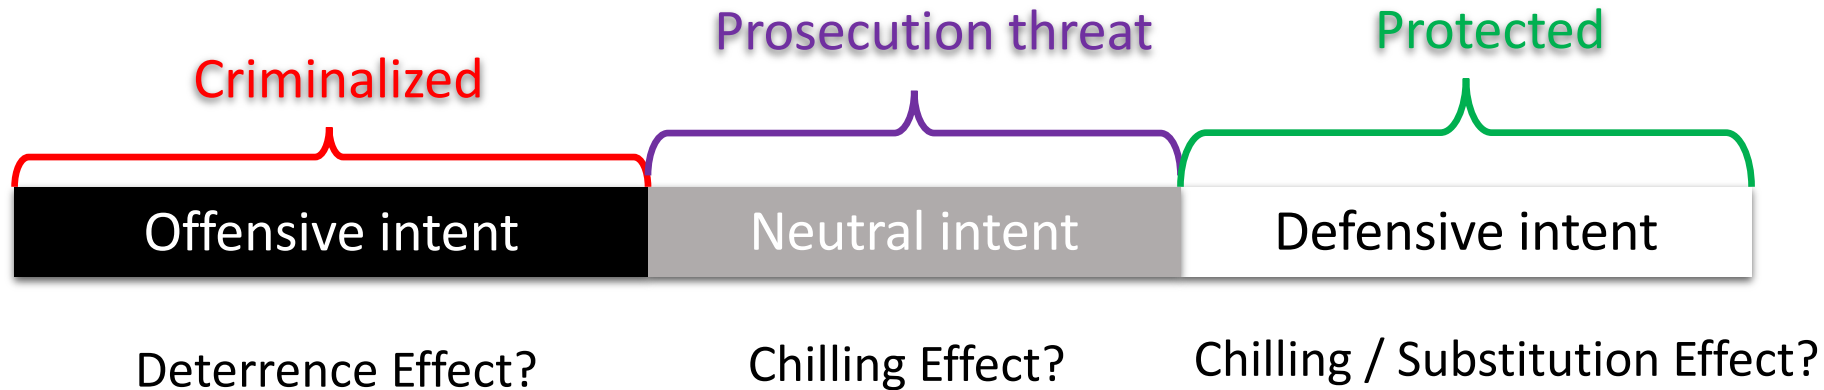 Criminalized
Prosecution threat
Protected
Offensive intent
Neutral intent
Defensive intent
Deterrence Effect?
Chilling Effect?
Chilling / Substitution Effect?